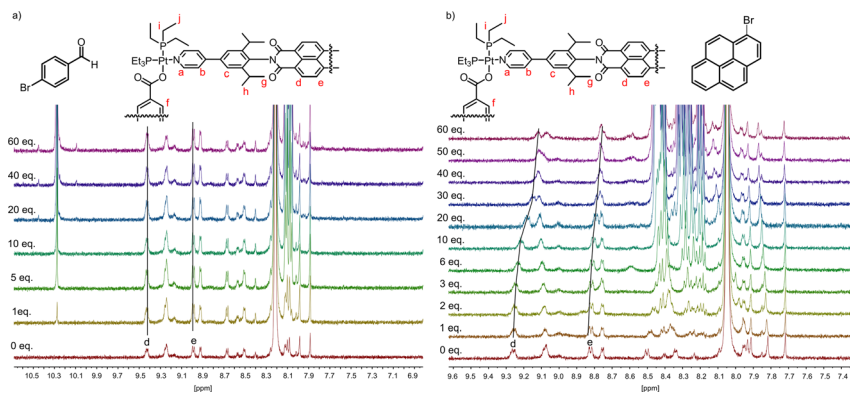 a)
O
H
Br
i
j
Et₃P
P
Pt
N
O
O
a
b
c
h
g
N
O
O
d
e
f
60 eq.
40 eq.
20 eq.
10 eq.
5 eq.
1eq.
0 eq.
d
e
10.5 10.3 10.1 9.9 9.7 9.5 9.3 9.1 8.9 8.7 8.5 8.3 8.1 7.9 7.7 7.5 7.3 7.1 6.9
[ppm]
b)
i
j
Et₃P
P
Pt
N
O
O
a
b
c
h
g
N
O
O
d
e
f
Br
60 eq.
50 eq.
40 eq.
30 eq.
20 eq.
10 eq.
6 eq.
3 eq.
2 eq.
1 eq.
0 eq.
d
e
9.6 9.5 9.4 9.3 9.2 9.1 9.0 8.9 8.8 8.7 8.6 8.5 8.4 8.3 8.2 8.1 8.0 7.9 7.8 7.7 7.6 7.5 7.4
[ppm]